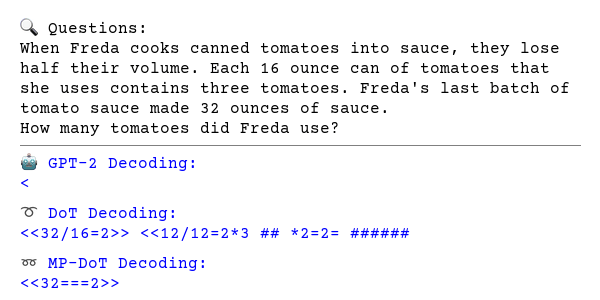 🔍 Questions:
When Freda cooks canned tomatoes into sauce, they lose
half their volume. Each 16 ounce can of tomatoes that
she uses contains three tomatoes. Freda's last batch of
tomato sauce made 32 ounces of sauce.
How many tomatoes did Freda use?
🤖 GPT-2 Decoding:
<
➰ DoT Decoding:
<<32/16=2>> <<12/12=2*3 ## *2=2= ######
➿ MP-DoT Decoding:
<<32===2>>